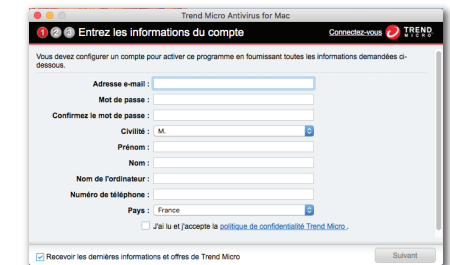 Trend Micro Antivirus for Mac
1 2 3 Entrez les informations du compte
Connectez-vous
TREND MICRO
Vous devez configurer un compte pour activer ce programme en fournissant toutes les informations demandées ci-
dessous.
Adresse e-mail :
Mot de passe :
Confirmez le mot de passe :
Civilité : M.
Prénom :
Nom :
Nom de l'ordinateur :
Numéro de téléphone :
Pays : France
J'ai lu et j'accepte la politique de confidentialité Trend Micro .
Recevoir les dernières informations et offres de Trend Micro
Suivant